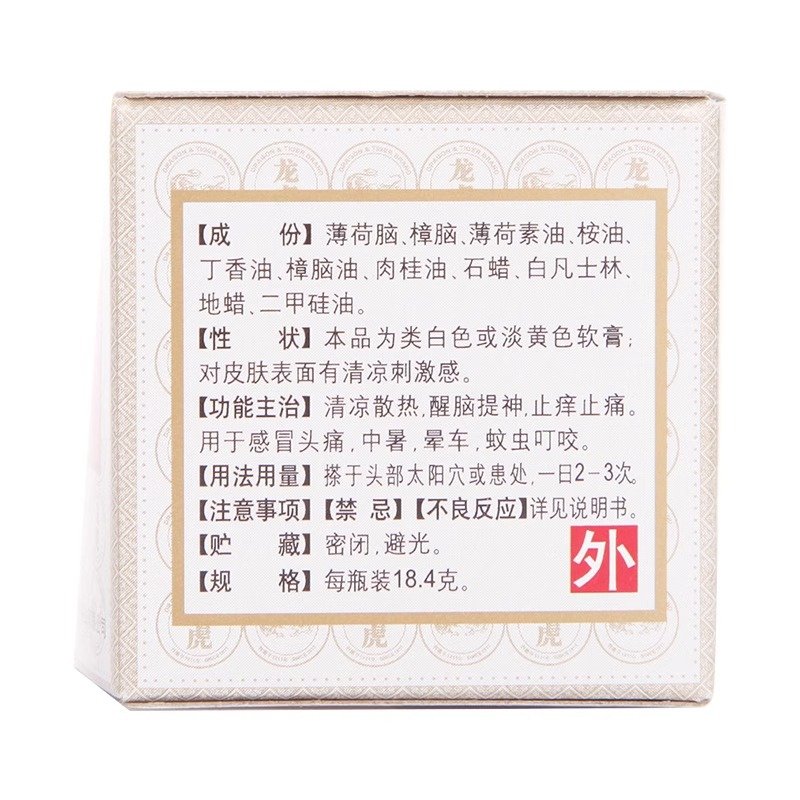 【成 份】薄荷脑、樟脑、薄荷素油、桉油、
丁香油、樟脑油、肉桂油、石蜡、白凡士林、
地蜡、二甲硅油。
【性 状】本品为类白色或淡黄色软膏;
对皮肤表面有清凉刺激感。
【功能主治】清凉散热,醒脑提神,止痒止痛。
用于感冒头痛,中暑,晕车,蚊虫叮咬。
【用法用量】搽于头部太阳穴或患处,一日2-3次。
【注意事项】【禁 忌】【不良反应】详见说明书。
【贮 藏】密闭,避光。
【规 格】每瓶装18.4克。
外
DRAGON & TIGER BRAND
龙
虎